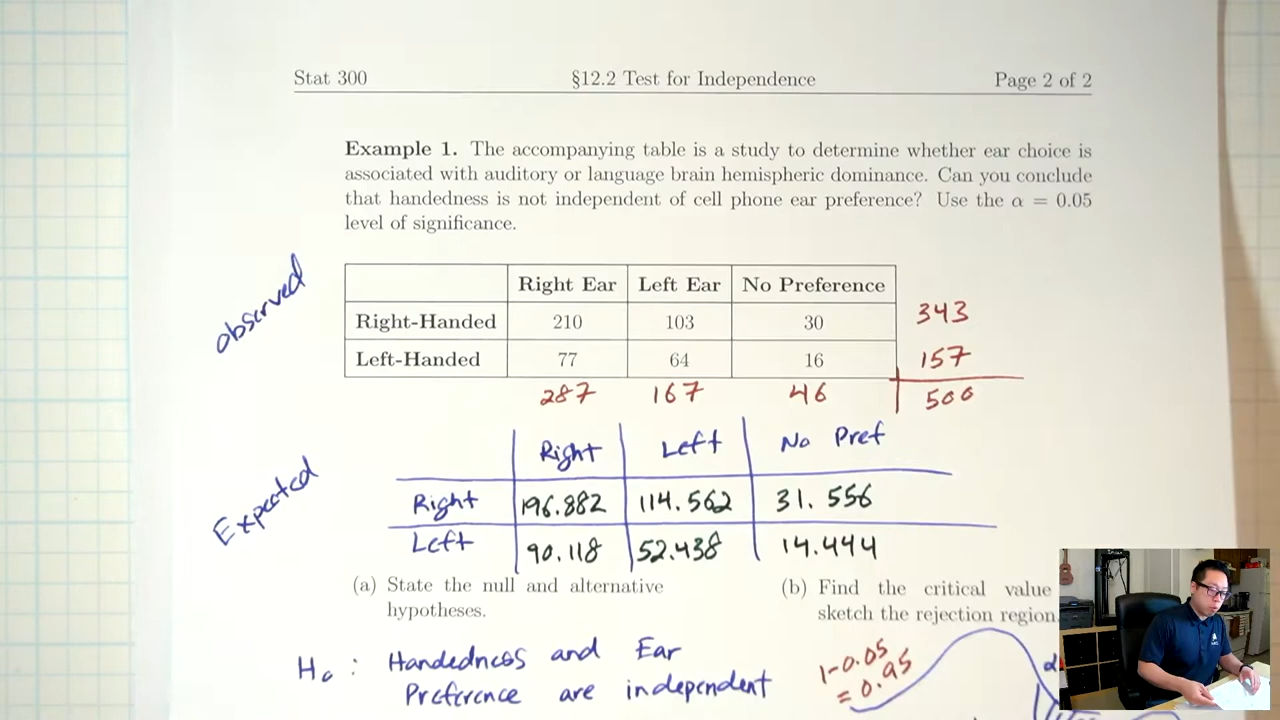 Stat 300 §12.2 Test for Independence Page 2 of 2
Example 1. The accompanying table is a study to determine whether ear choice is
associated with auditory or language brain hemispheric dominance. Can you conclude
that handedness is not independent of cell phone ear preference? Use the α = 0.05
level of significance.
observed
Right Ear Left Ear No Preference
Right-Handed 210 103 30 343
Left-Handed 77 64 16 157
287 167 46 500
Expected
Right Left No Pref
Right 196.882 114.562 31.556
Left 90.118 52.438 14.444
(a) State the null and alternative
hypotheses.
(b) Find the critical value
sketch the rejection region.
H₀ : Handedness and Ear
Preference are independent
1-0.05
= 0.95
α